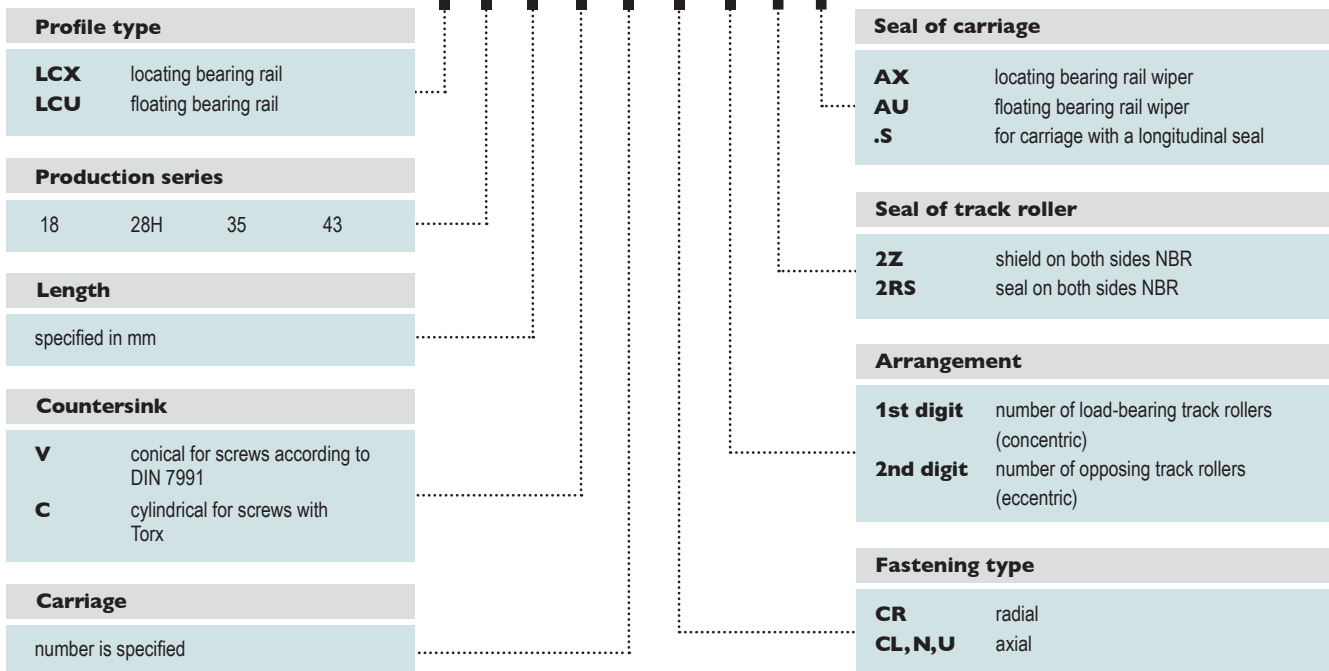 Profile type
LCX locating bearing rail
LCU floating bearing rail
Production series
18 28H 35 43
Length
specified in mm
Countersink
V conical for screws according to
DIN 7991
C cylindrical for screws with
Torx
Carriage
number is specified
Seal of carriage
AX locating bearing rail wiper
AU floating bearing rail wiper
.S for carriage with a longitudinal seal
Seal of track roller
2Z shield on both sides NBR
2RS seal on both sides NBR
Arrangement
1st digit number of load-bearing track rollers
(concentric)
2nd digit number of opposing track rollers
(eccentric)
Fastening type
CR radial
CL, N, U axial